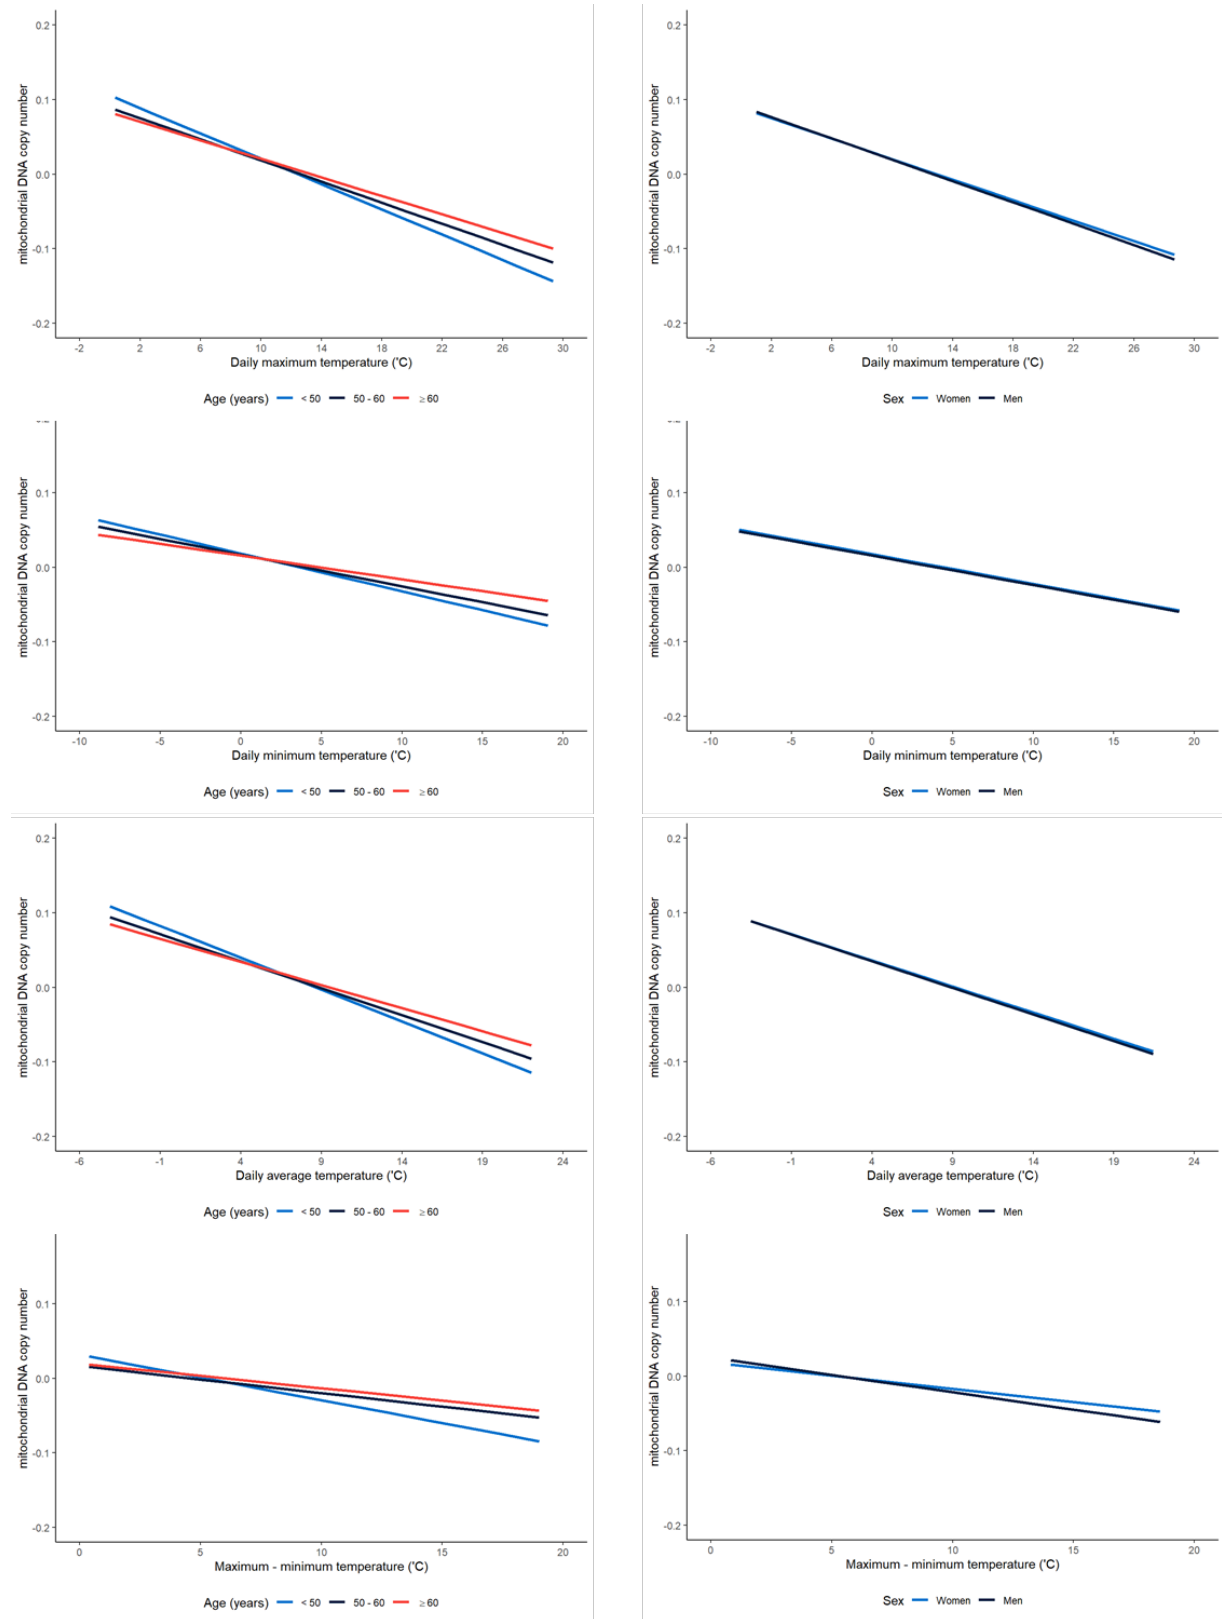 0.2
0.1
0.0
-0.1
-0.2
mitochondrial DNA copy number
-2 2 6 10 14 18 22 26 30
Daily maximum temperature (°C)
Age (years) < 50 50 - 60 ≥ 60
0.2
0.1
0.0
-0.1
-0.2
mitochondrial DNA copy number
-2 2 6 10 14 18 22 26 30
Daily maximum temperature (°C)
Sex Women Men
0.1
0.0
-0.1
-0.2
mitochondrial DNA copy number
-10 -5 0 5 10 15 20
Daily minimum temperature (°C)
Age (years) < 50 50 - 60 ≥ 60
0.1
0.0
-0.1
-0.2
mitochondrial DNA copy number
-10 -5 0 5 10 15 20
Daily minimum temperature (°C)
Sex Women Men
0.2
0.1
0.0
-0.1
-0.2
mitochondrial DNA copy number
-6 -1 4 9 14 19 24
Daily average temperature (°C)
Age (years) < 50 50 - 60 ≥ 60
0.2
0.1
0.0
-0.1
-0.2
mitochondrial DNA copy number
-6 -1 4 9 14 19 24
Daily average temperature (°C)
Sex Women Men
0.1
0.0
-0.1
-0.2
mitochondrial DNA copy number
0 5 10 15 20
Maximum - minimum temperature (°C)
Age (years) < 50 50 - 60 ≥ 60
0.1
0.0
-0.1
-0.2
mitochondrial DNA copy number
0 5 10 15 20
Maximum - minimum temperature (°C)
Sex Women Men